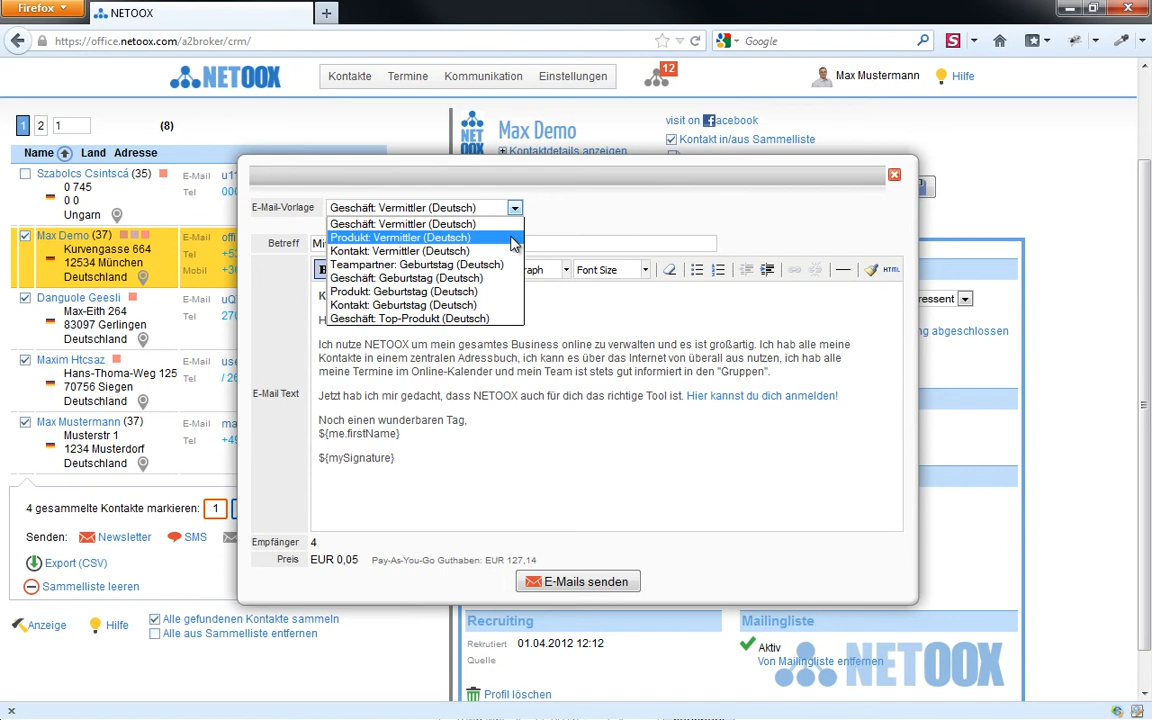 Firefox
NETOOX
https://office.netoox.com/a2broker/crm/
Google
NETOOX
Kontakte
Termine
Kommunikation
Einstellungen
12
Max Mustermann
Hilfe
1 2 1
(8)
Name Land Adresse
Szabolcs Csintscá (35)
0 745
0 0
Ungarn
E-Mail
Tel
Max Demo (37)
Kurvengasse 664
12534 München
Deutschland
E-Mail offi
Tel
Mobil
Danguole Geesli
Max-Eith 264
83097 Gerlingen
Deutschland
E-Mail
Tel 270
Maxim Htcsaz
Hans-Thoma-Weg 125
70756 Siegen
Deutschland
E-Mail use
Tel / 26
Max Mustermann (37)
Musterstr 1
1234 Musterdorf
Deutschland
E-Mail ma
Tel +49
4 gesammelte Kontakte markieren: 1
Senden: Newsletter SMS
Export (CSV)
Sammelliste leeren
Anzeige
Hilfe
Alle gefundenen Kontakte sammeln
Alle aus Sammelliste entfernen
NET
OOX
Max Demo
Kontaktdetails anzeigen
visit on facebook
Kontakt in/aus Sammelliste
E-Mail-Vorlage Geschäft: Vermittler (Deutsch)
Geschäft: Vermittler (Deutsch)
Produkt: Vermittler (Deutsch)
Kontakt: Vermittler (Deutsch)
Teampartner: Geburtstag (Deutsch)
Geschäft: Geburtstag (Deutsch)
Produkt: Geburtstag (Deutsch)
Kontakt: Geburtstag (Deutsch)
Geschäft: Top-Produkt (Deutsch)
Betreff
B
Font Size
HTML
E-Mail Text
Ich nutze NETOOX um mein gesamtes Business online zu verwalten und es ist großartig. Ich hab alle meine
Kontakte in einem zentralen Adressbuch, ich kann es über das Internet von überall aus nutzen, ich hab alle
meine Termine im Online-Kalender und mein Team ist stets gut informiert in den "Gruppen".
Jetzt hab ich mir gedacht, dass NETOOX auch für dich das richtige Tool ist. Hier kannst du dich anmelden!
Noch einen wunderbaren Tag,
${me.firstName}
${mySignature}
Empfänger 4
Preis EUR 0,05 Pay-As-You-Go Guthaben: EUR 127,14
E-Mails senden
ressent
ng abgeschlossen
Recruiting
Rekrutiert 01.04.2012 12:12
Quelle
Profil löschen
Mailingliste
Aktiv
Von Mailingliste entfernen
NETOOX